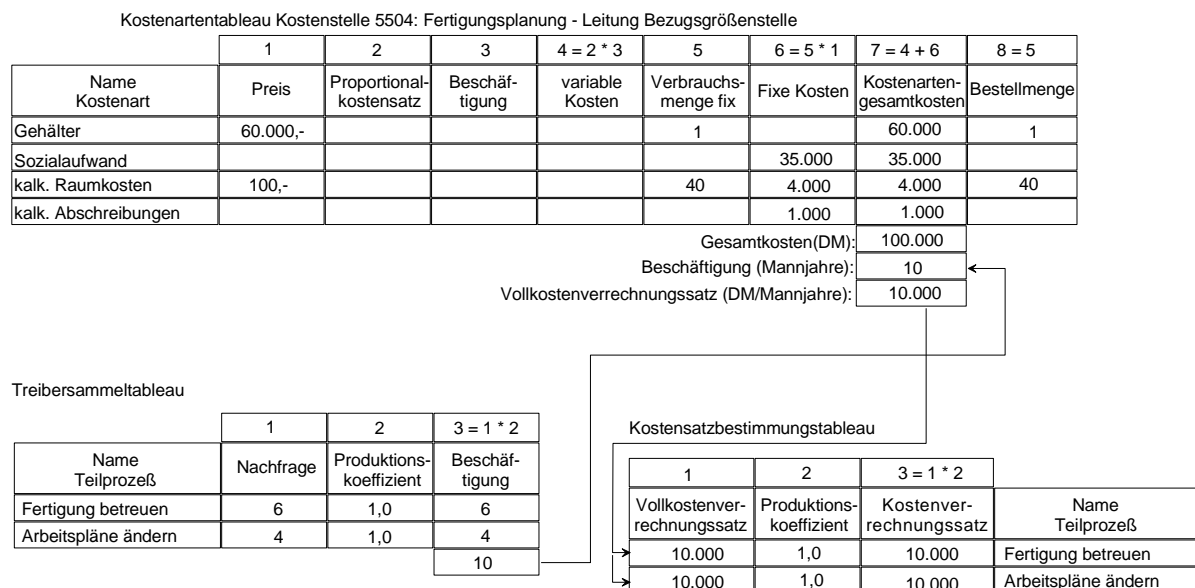 Kostenartentableau Kostenstelle 5504: Fertigungsplanung - Leitung Bezugsgrößenstelle
1 2 3 4 = 2 * 3 5 6 = 5 * 1 7 = 4 + 6 8 = 5
Name Kostenart Preis Proportional-kostensatz Beschäf-tigung variable Kosten Verbrauchs-menge fix Fixe Kosten Kostenarten-gesamtkosten Bestellmenge
Gehälter 60.000,- 1 60.000 1
Sozialaufwand 35.000 35.000
kalk. Raumkosten 100,- 40 4.000 4.000 40
kalk. Abschreibungen 1.000 1.000
Gesamtkosten(DM): 100.000
Beschäftigung (Mannjahre): 10
Vollkostenverrechnungssatz (DM/Mannjahre): 10.000
Treibersammeltableau
1 2 3 = 1 * 2
Name Teilprozeß Nachfrage Produktions-koeffizient Beschäf-tigung
Fertigung betreuen 6 1,0 6
Arbeitspläne ändern 4 1,0 4
10
Kostensatzbestimmungstableau
1 2 3 = 1 * 2
Vollkostenver-rechnungssatz Produktions-koeffizient Kostenver-rechnungssatz Name Teilprozeß
10.000 1,0 10.000 Fertigung betreuen
10.000 1,0 10.000 Arbeitspläne ändern